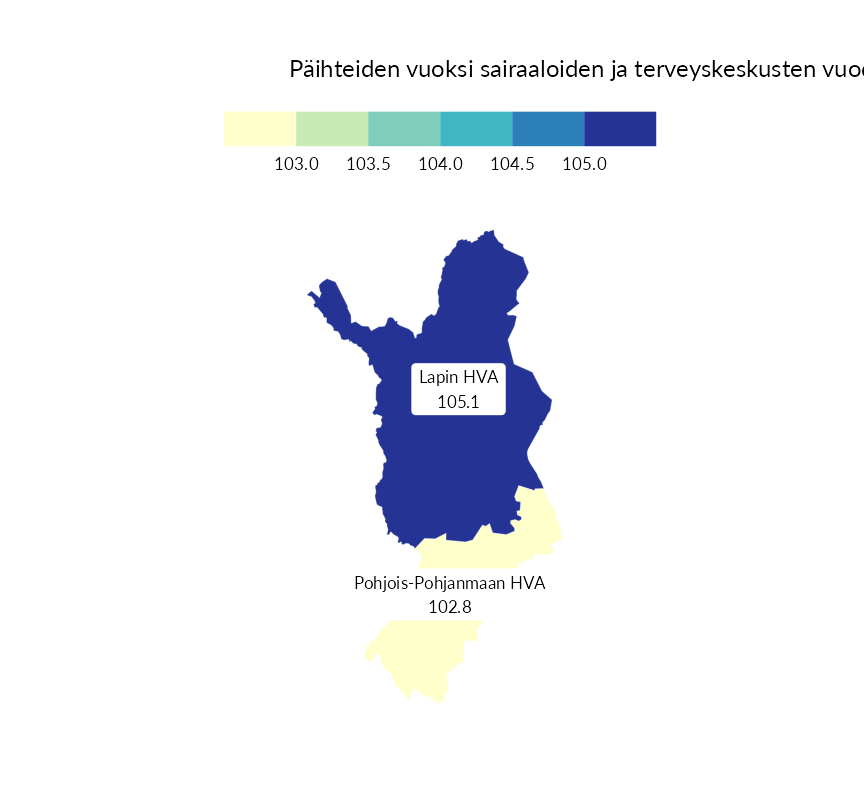 Päihteiden vuoksi sairaaloiden ja terveyskeskusten
103.0 103.5 104.0 104.5 105.0
Lapin HVA
105.1
Pohjois-Pohjanmaan HVA
102.8